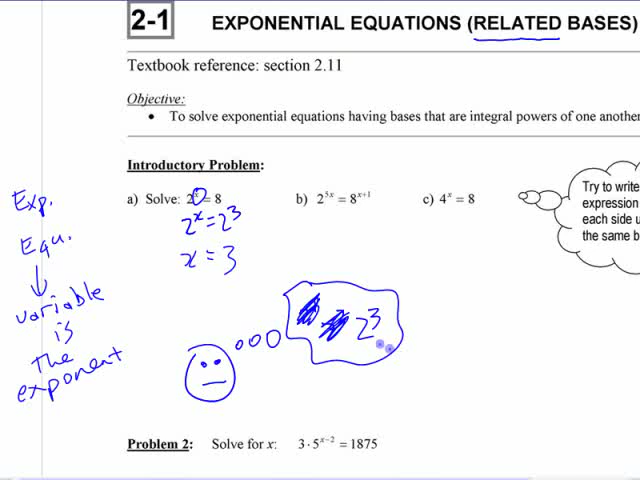 2-1 EXPONENTIAL EQUATIONS (RELATED BASES)
Textbook reference: section 2.11
Objective:
• To solve exponential equations having bases that are integral powers of one another
Introductory Problem:
a) Solve: 2^x = 8 b) 2^{5x} = 8^{x+1} c) 4^x = 8
Try to write
expression
each side u
the same b
2^x = 2^3
x = 3
Exp.
Equ.
↓
variable
is
the
exponent
2^3
Problem 2: Solve for x: 3 · 5^{x−2} = 1875